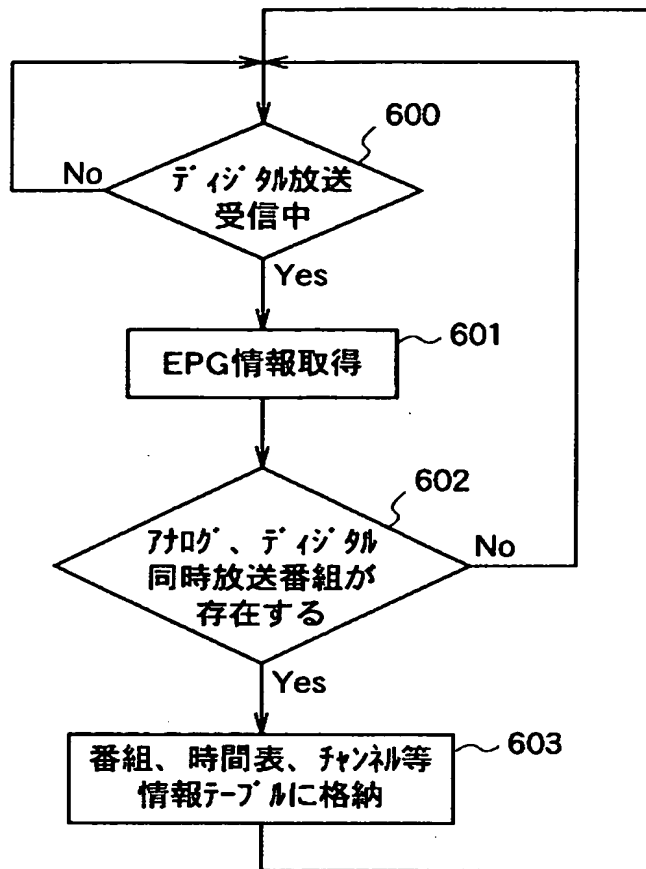 600
No
ディジタル放送
受信中
Yes
601
EPG情報取得
602
アナログ、ディジタル
同時放送番組が
存在する
No
Yes
603
番組、時間表、チャンネル等
情報テーブルに格納